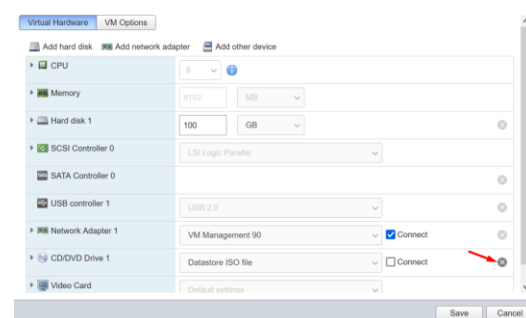 Virtual Hardware VM Options
Add hard disk Add network adapter Add other device
CPU 8
Memory 8192 MB
Hard disk 1 100 GB
SCSI Controller 0 LSI Logic Parallel
SATA Controller 0
USB controller 1 USB 2.0
Network Adapter 1 VM Management 90 Connect
CD/DVD Drive 1 Datastore ISO file Connect
Video Card Default settings
Save Cancel